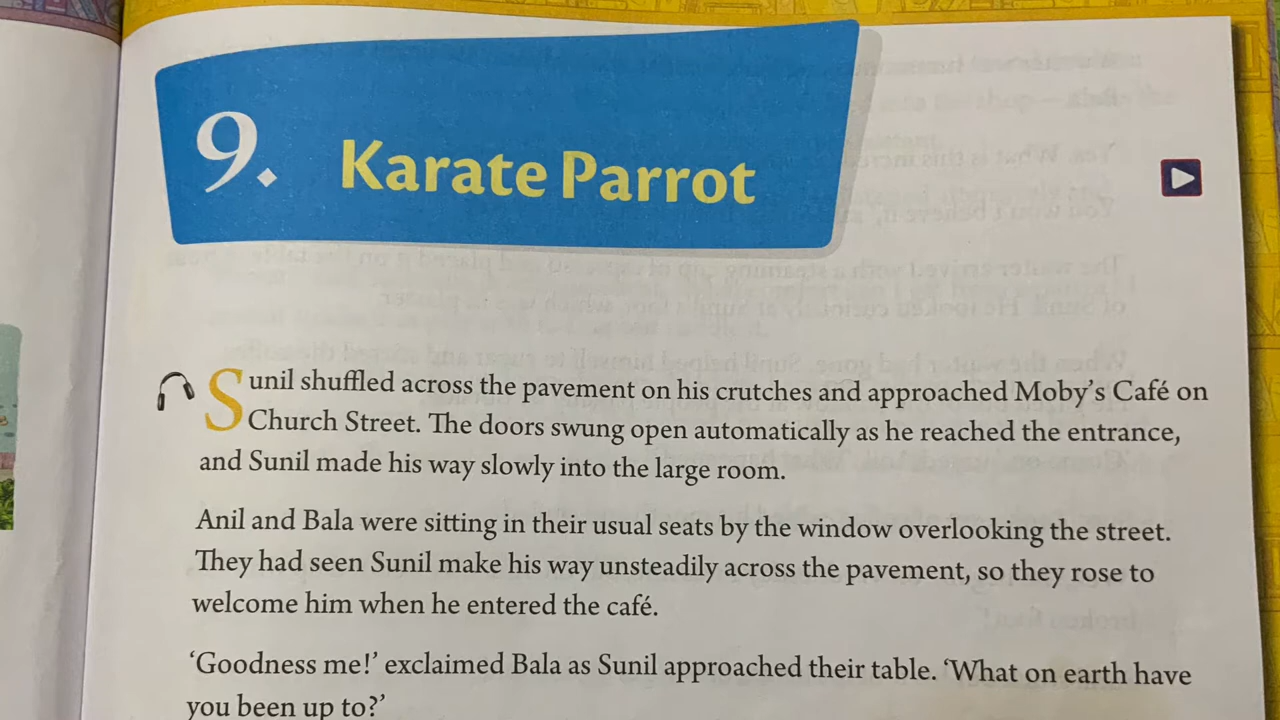 9. Karate Parrot
Sunil shuffled across the pavement on his crutches and approached Moby’s Café on
Church Street. The doors swung open automatically as he reached the entrance,
and Sunil made his way slowly into the large room.
Anil and Bala were sitting in their usual seats by the window overlooking the street.
They had seen Sunil make his way unsteadily across the pavement, so they rose to
welcome him when he entered the café.
‘Goodness me!’ exclaimed Bala as Sunil approached their table. ‘What on earth have
you been up to?’